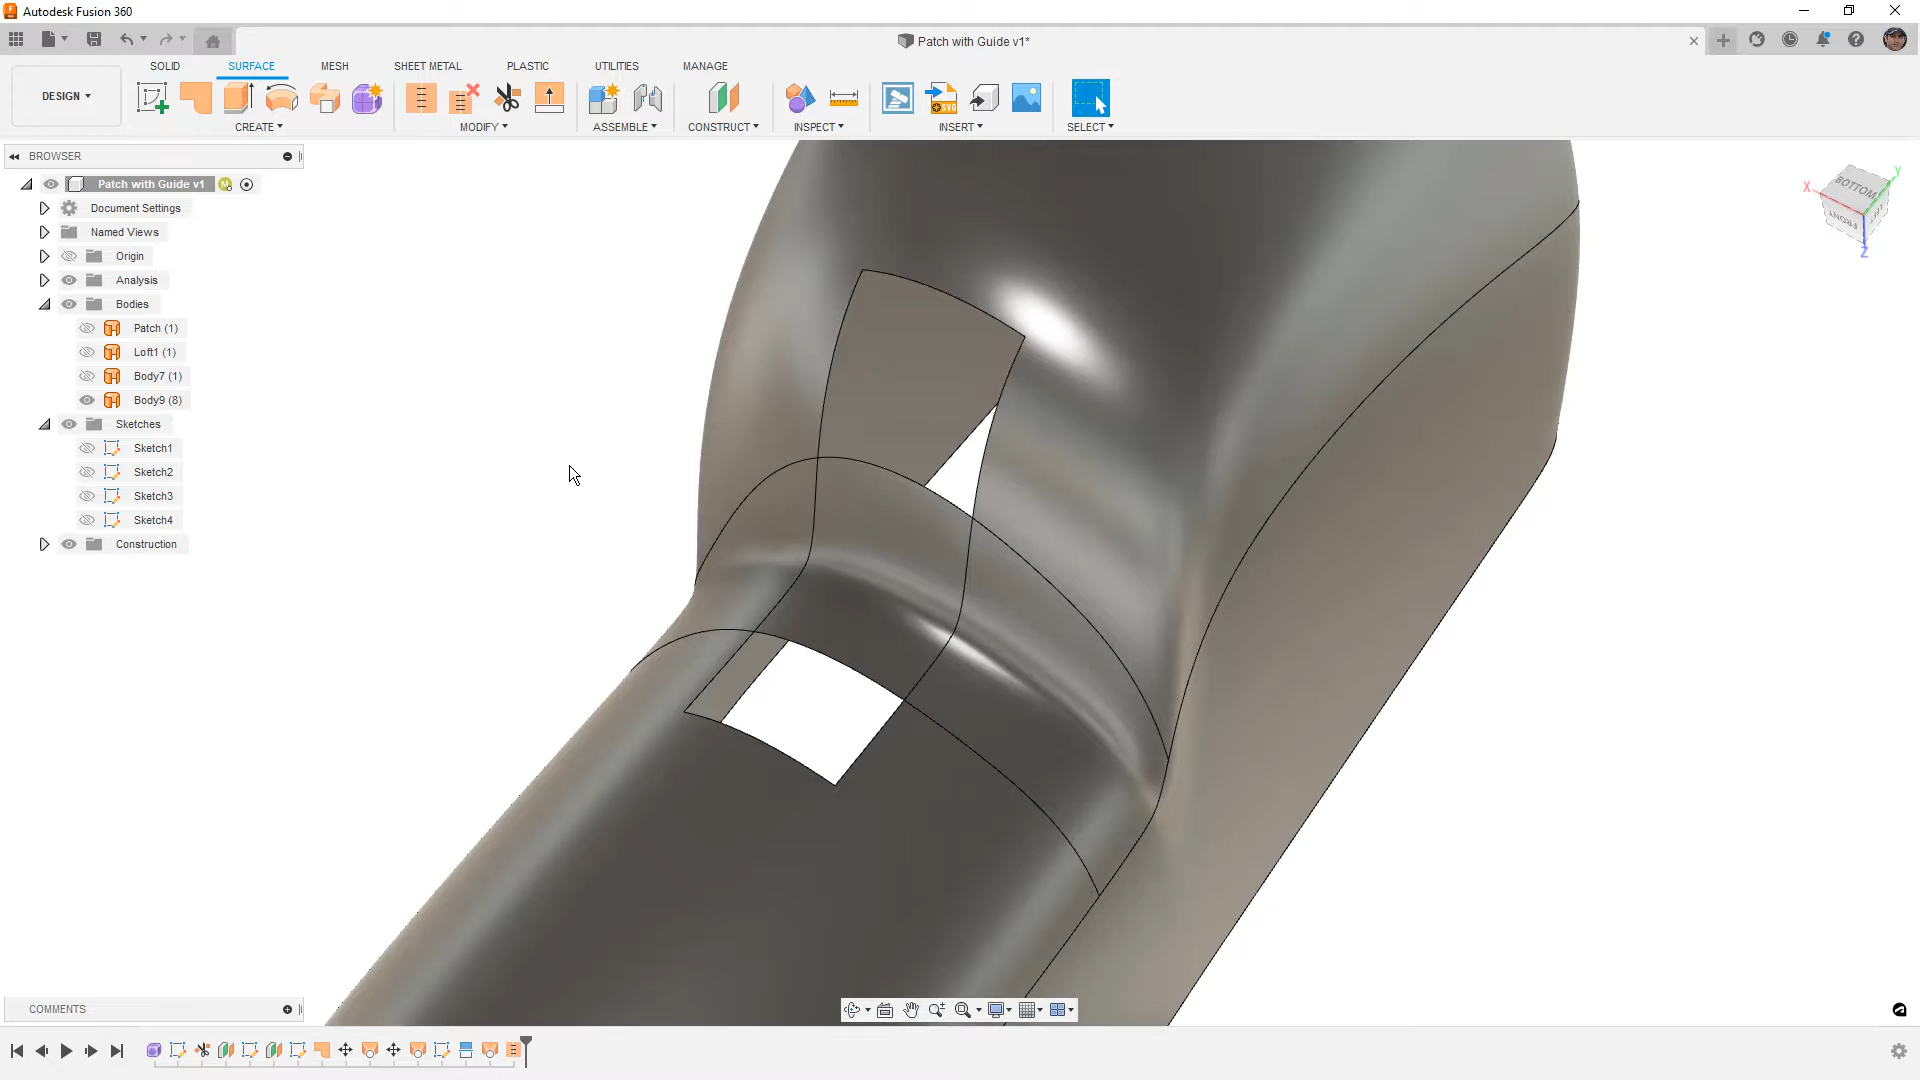 Autodesk Fusion 360
Patch with Guide v1*
SOLID SURFACE MESH SHEET METAL PLASTIC UTILITIES MANAGE
DESIGN
CREATE MODIFY ASSEMBLE CONSTRUCT INSPECT INSERT SELECT
BROWSER
Patch with Guide v1
Document Settings
Named Views
Origin
Analysis
Bodies
Patch (1)
Loft1 (1)
Body7 (1)
Body9 (8)
Sketches
Sketch1
Sketch2
Sketch3
Sketch4
Construction
X
Y
Z
BOTTOM
FRONT
COMMENTS